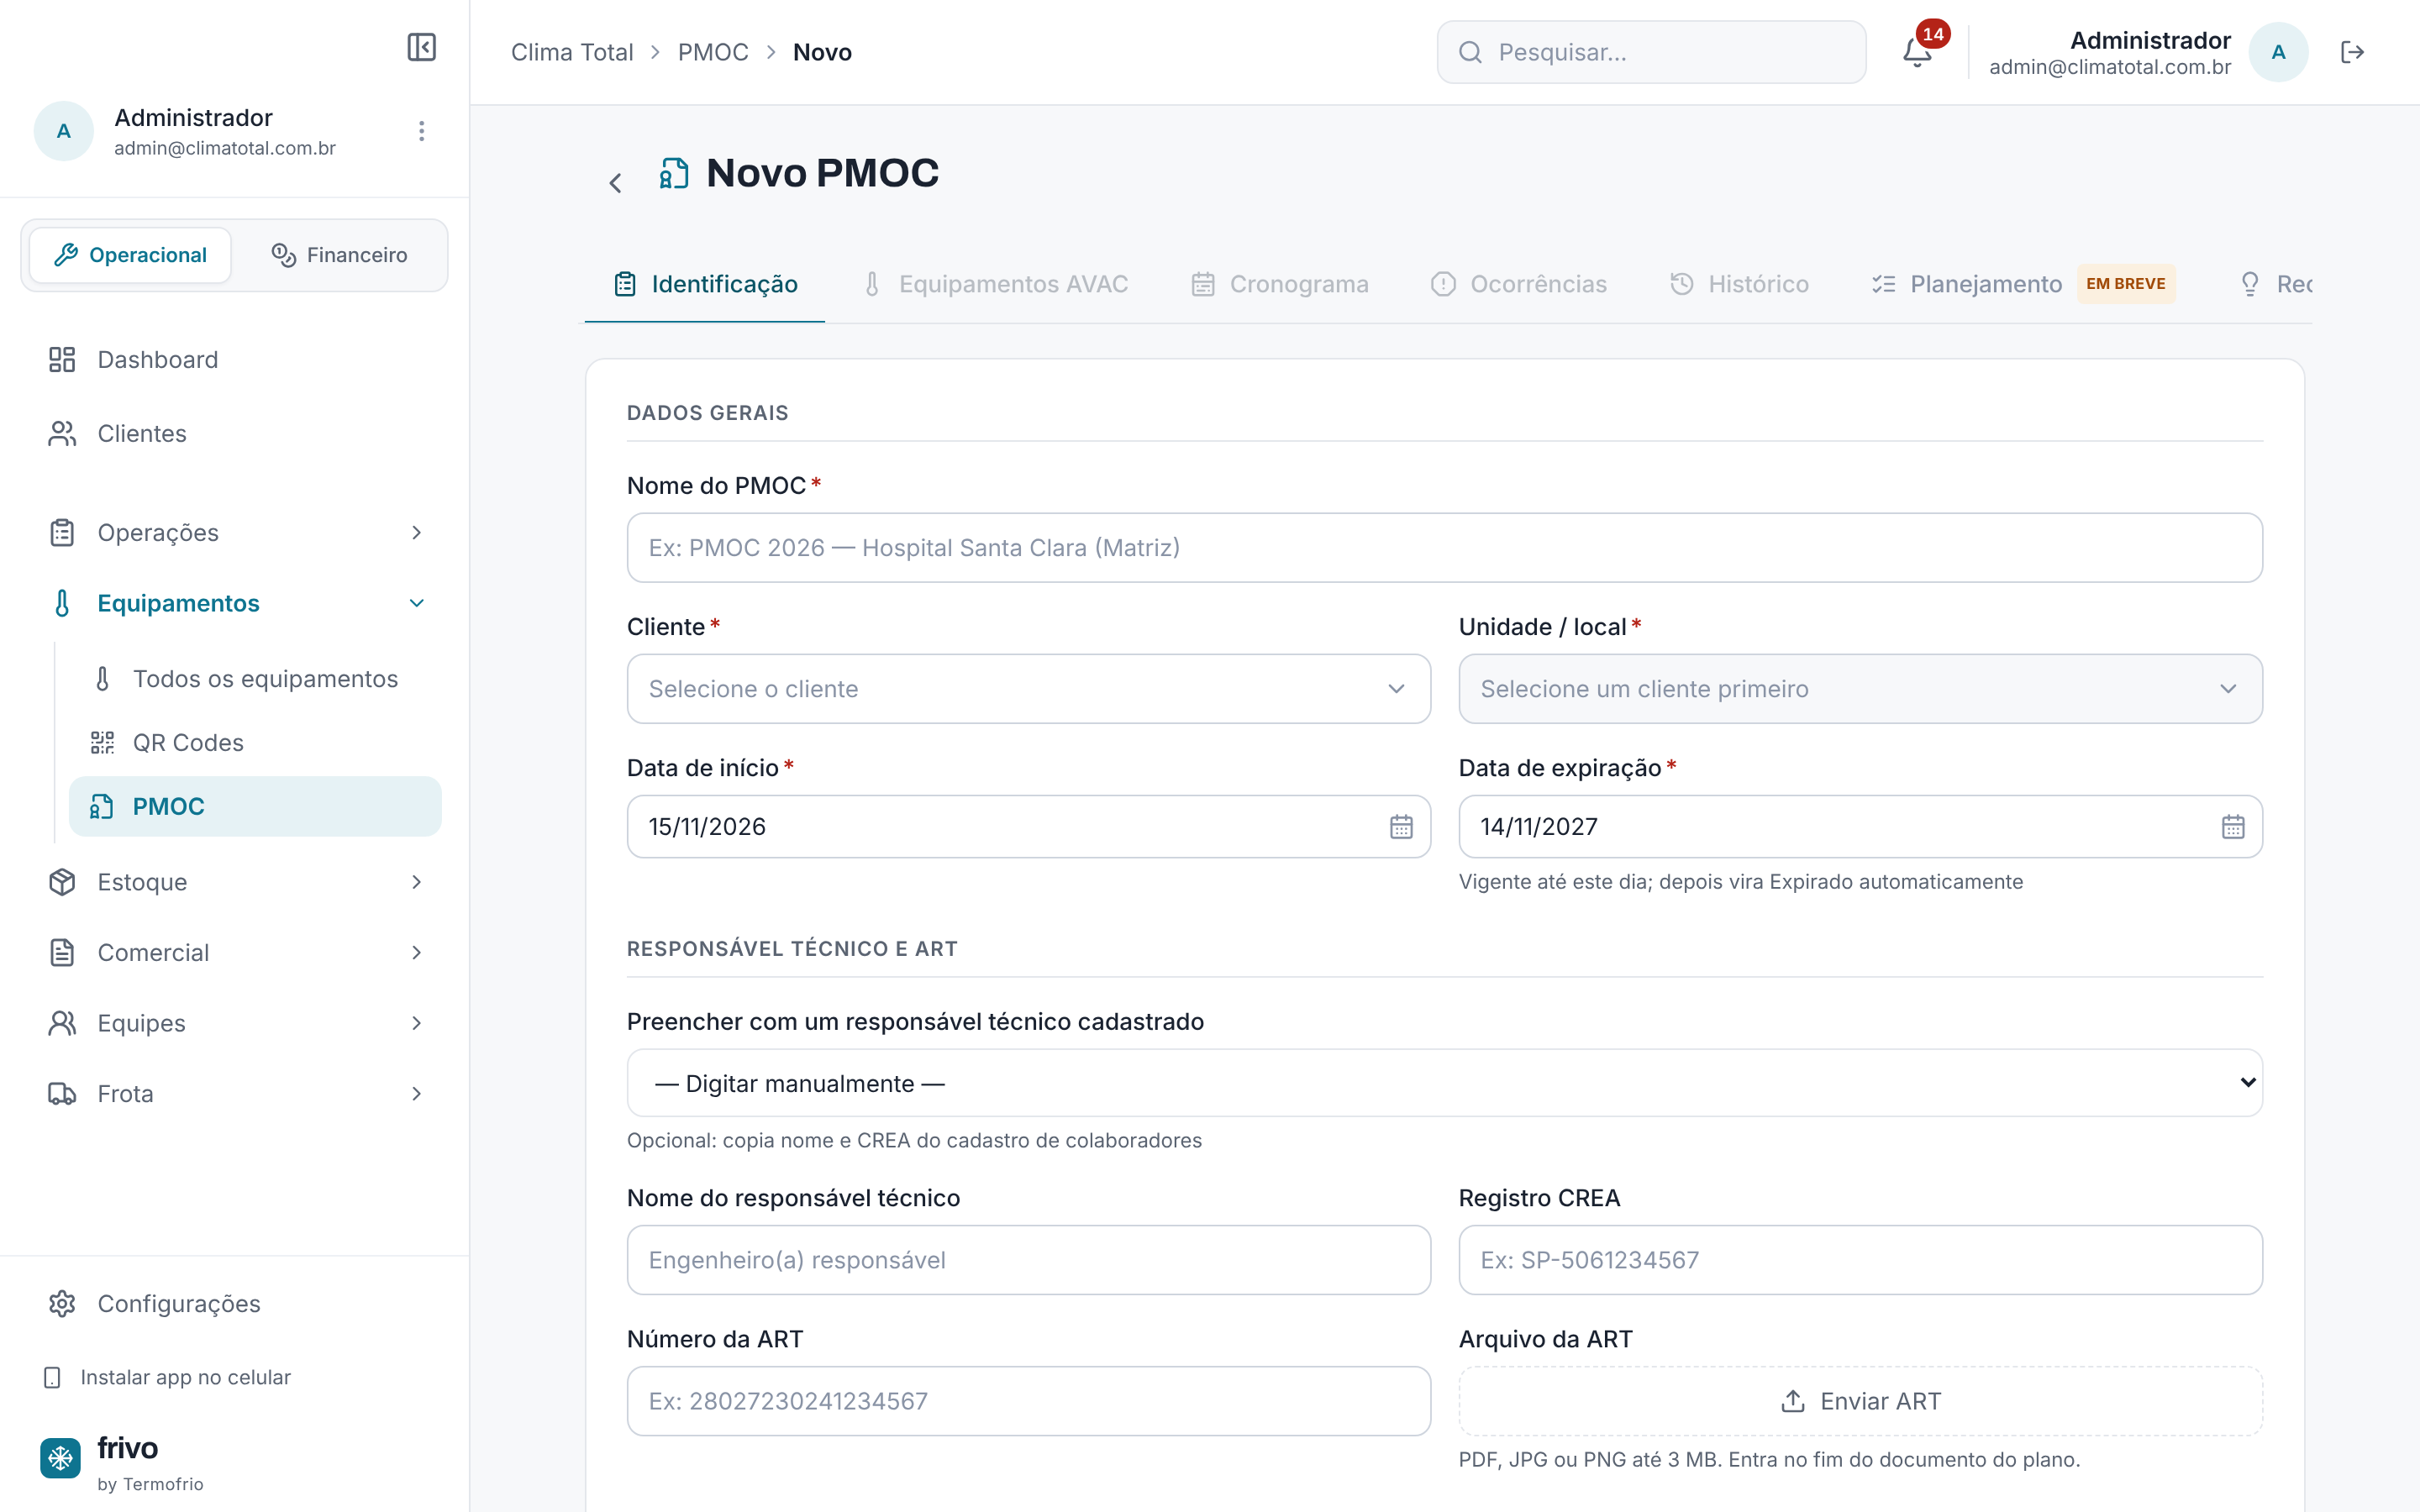 Clima Total > PMOC > Novo
Pesquisar...
14
Administrador
admin@climatotal.com.br
A
A
Administrador
admin@climatotal.com.br
Operacional
Financeiro
Dashboard
Clientes
Operações
Equipamentos
Todos os equipamentos
QR Codes
PMOC
Estoque
Comercial
Equipes
Frota
Configurações
Instalar app no celular
frivo
by Termofrio
Novo PMOC
Identificação
Equipamentos AVAC
Cronograma
Ocorrências
Histórico
Planejamento EM BREVE
DADOS GERAIS
Nome do PMOC *
Ex: PMOC 2026 — Hospital Santa Clara (Matriz)
Cliente *
Selecione o cliente
Unidade / local *
Selecione um cliente primeiro
Data de início *
15/11/2026
Data de expiração *
14/11/2027
Vigente até este dia; depois vira Expirado automaticamente
RESPONSÁVEL TÉCNICO E ART
Preencher com um responsável técnico cadastrado
— Digitar manualmente —
Opcional: copia nome e CREA do cadastro de colaboradores
Nome do responsável técnico
Engenheiro(a) responsável
Registro CREA
Ex: SP-5061234567
Número da ART
Ex: 28027230241234567
Arquivo da ART
Enviar ART
PDF, JPG ou PNG até 3 MB. Entra no fim do documento do plano.